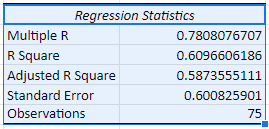 Regression Statistics
Multiple R 0.7808076707
R Square 0.6096606186
Adjusted R Square 0.5873555111
Standard Error 0.600825901
Observations 75